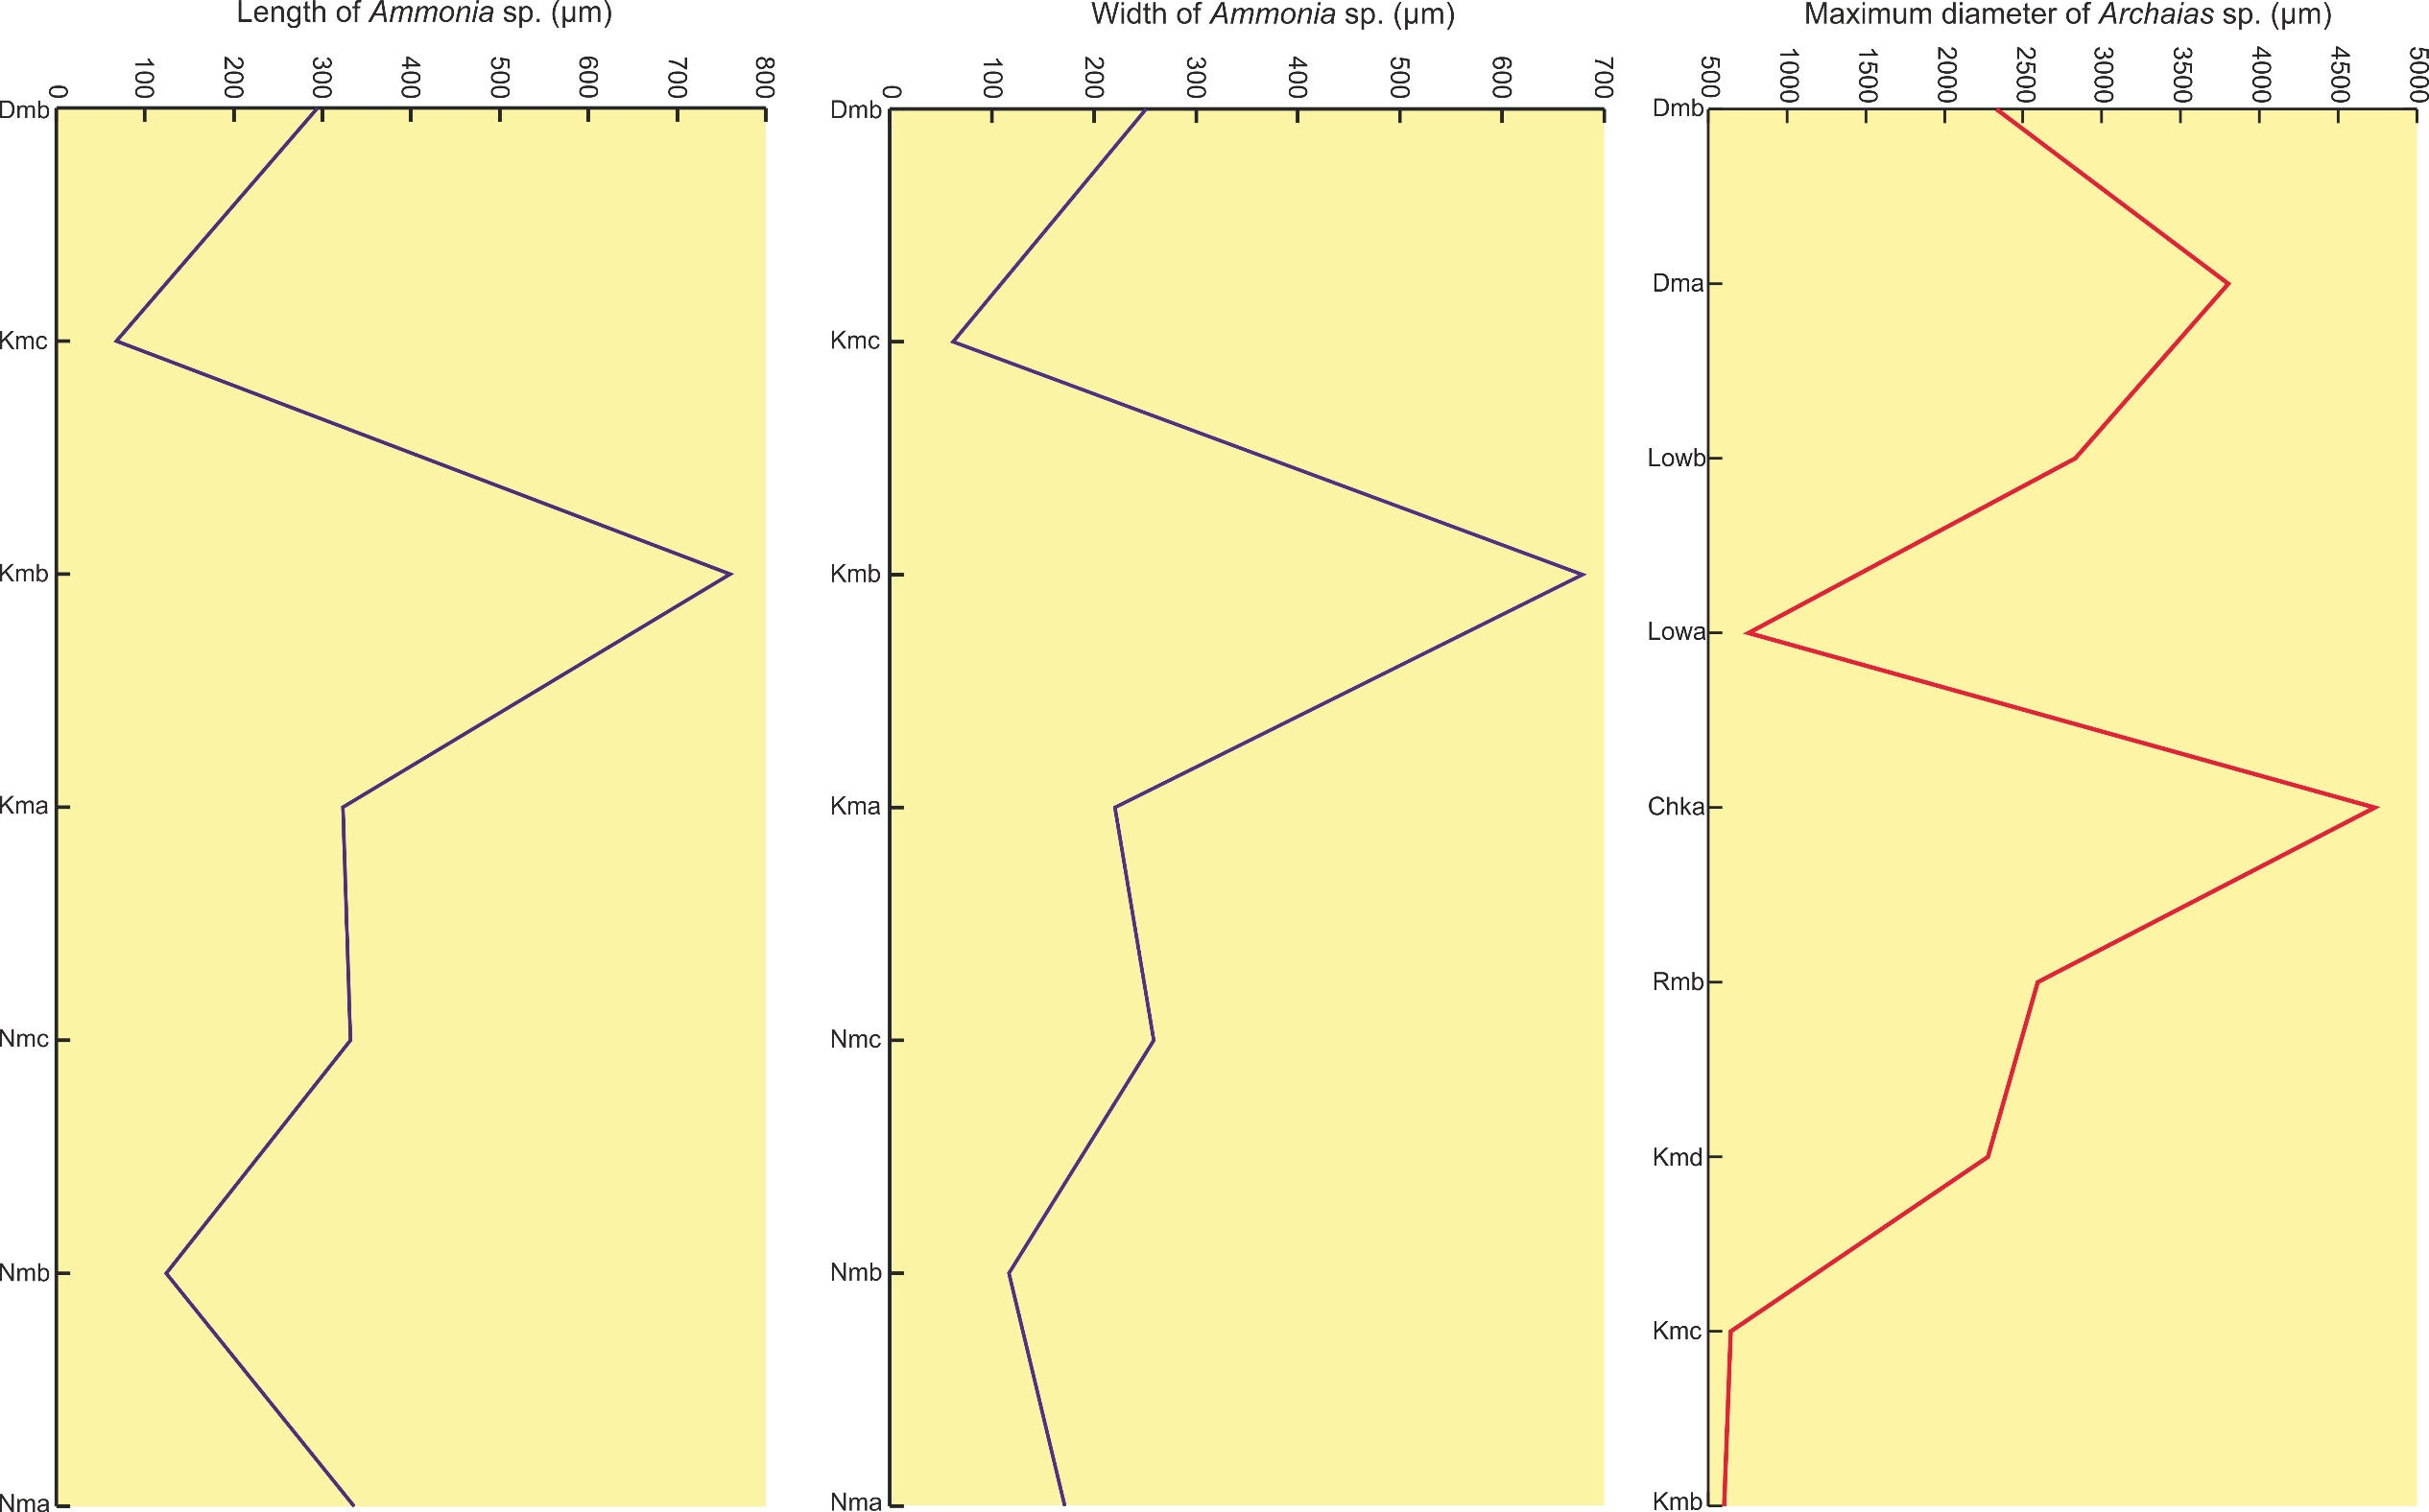 Length of Ammonia sp. (µm)
0 100 200 300 400 500 600 700 800
Dmb
Kmc
Kmb
Kma
Nmc
Nmb
Nma
Width of Ammonia sp. (µm)
0 100 200 300 400 500 600 700
Dmb
Kmc
Kmb
Kma
Nmc
Nmb
Nma
Maximum diameter of Archaias sp. (µm)
500 1000 1500 2000 2500 3000 3500 4000 4500 5000
Dmb
Dma
Lowb
Lowa
Chka
Rmb
Kmd
Kmc
Kmb